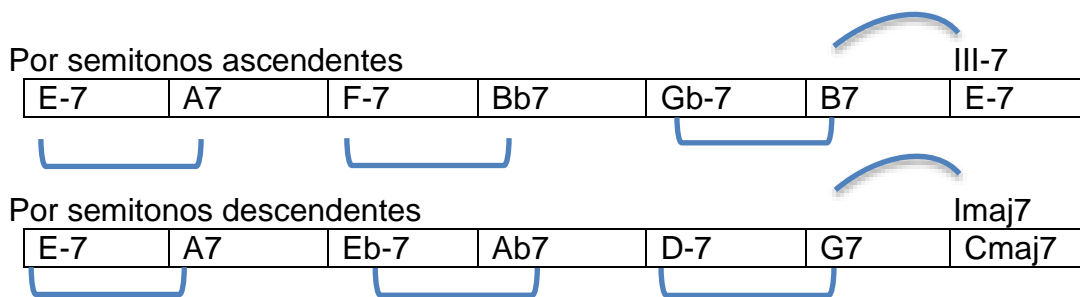 Por semitonos ascendentes III-7
E-7 A7 F-7 Bb7 Gb-7 B7 E-7
Por semitonos descendentes Imaj7
E-7 A7 Eb-7 Ab7 D-7 G7 Cmaj7